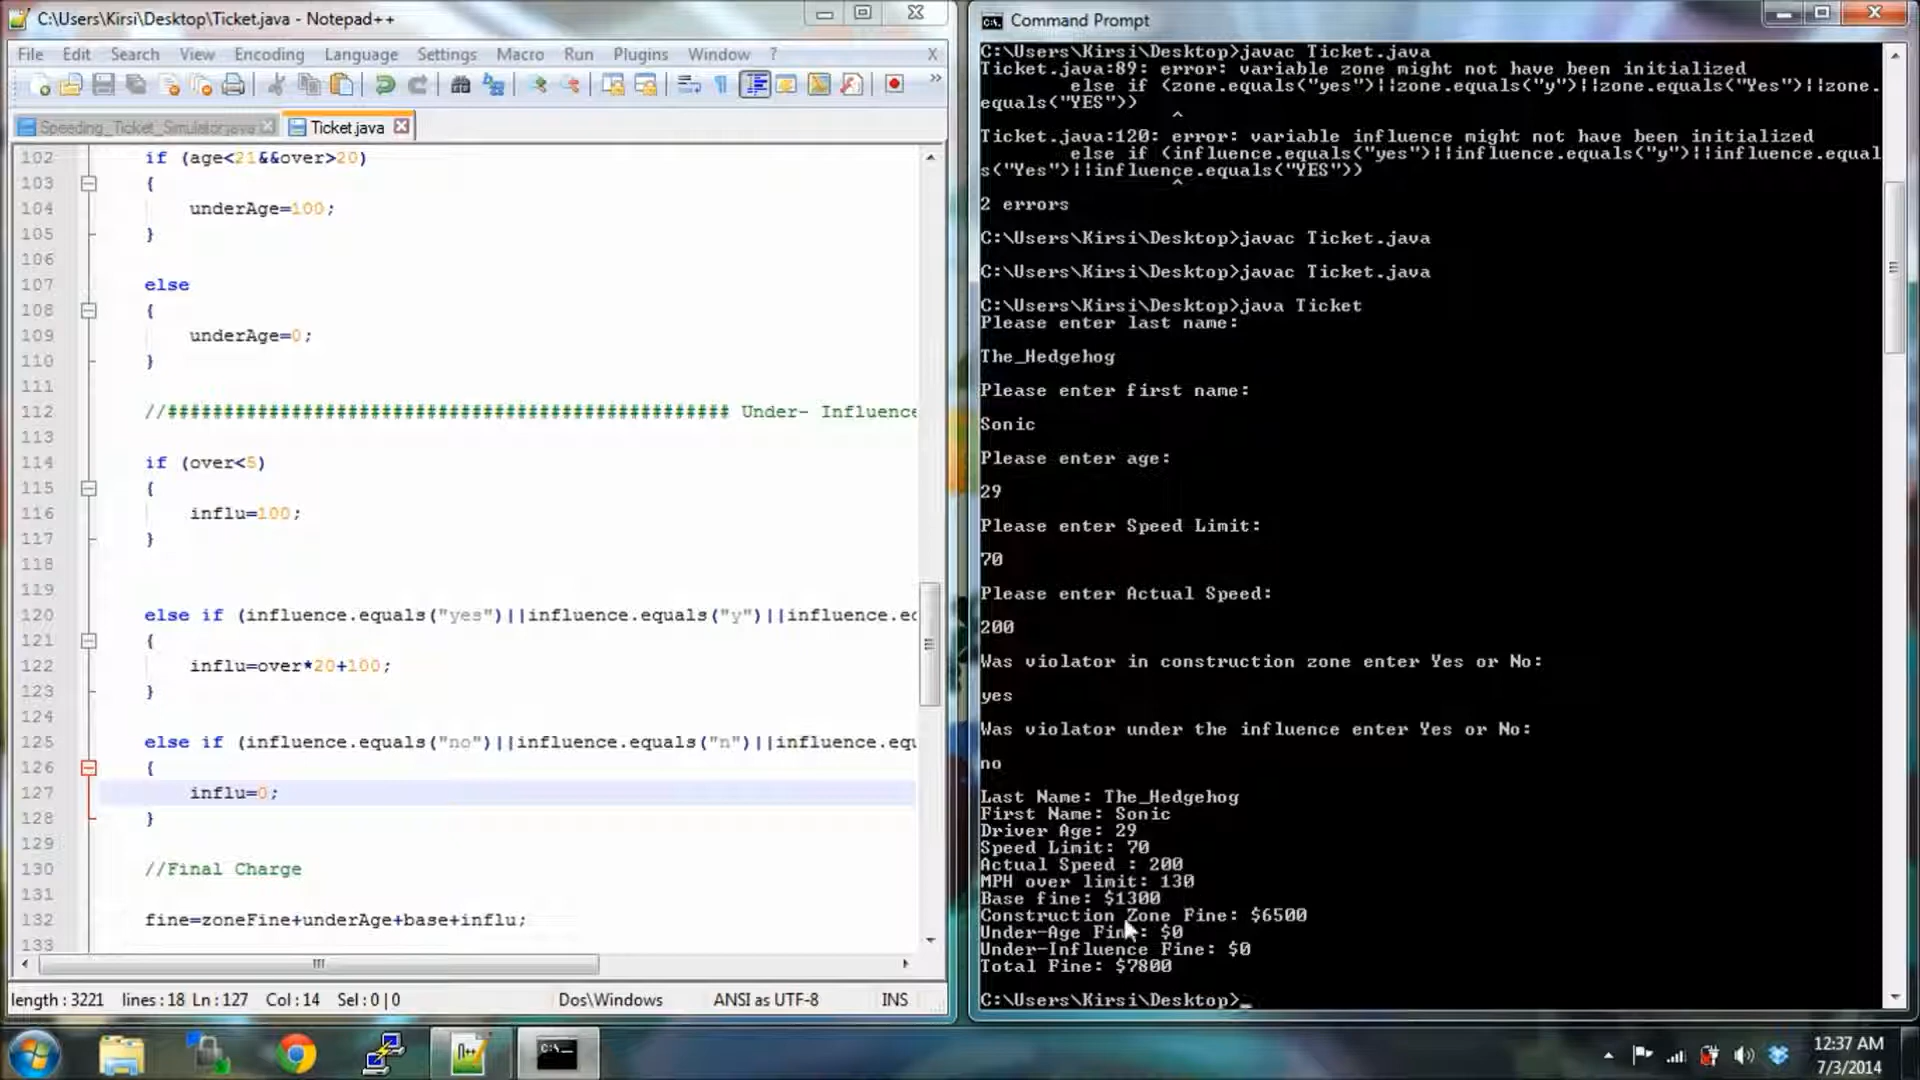 C:\Users\Kirsi\Desktop\Ticket.java - Notepad++
File Edit Search View Encoding Language Settings Macro Run Plugins Window ? X
Speeding_Ticket_Simulator.java Ticket.java
102 if (age<21&&over>20)
103 {
104 underAge=100;
105 }
106
107 else
108 {
109 underAge=0;
110 }
111
112 //################################################## Under- Influence
113
114 if (over<5)
115 {
116 influ=100;
117 }
118
119
120 else if (influence.equals("yes")||influence.equals("y")||influence.eq
121 {
122 influ=over*20+100;
123 }
124
125 else if (influence.equals("no")||influence.equals("n")||influence.equ
126 {
127 influ=0;
128 }
129
130 //Final Charge
131
132 fine=zoneFine+underAge+base+influ;
133
length : 3221 lines : 18 Ln : 127 Col : 14 Sel : 0 | 0 Dos\Windows ANSI as UTF-8 INS
Command Prompt
C:\Users\Kirsi\Desktop>javac Ticket.java
Ticket.java:89: error: variable zone might not have been initialized
else if (zone.equals("yes")||zone.equals("y")||zone.equals("Yes")||zone.
equals("YES"))
^
Ticket.java:120: error: variable influence might not have been initialized
else if (influence.equals("yes")||influence.equals("y")||influence.equal
s("Yes")||influence.equals("YES"))
^
2 errors
C:\Users\Kirsi\Desktop>javac Ticket.java
C:\Users\Kirsi\Desktop>javac Ticket.java
C:\Users\Kirsi\Desktop>java Ticket
Please enter last name:
The_Hedgehog
Please enter first name:
Sonic
Please enter age:
29
Please enter Speed Limit:
70
Please enter Actual Speed:
200
Was violator in construction zone enter Yes or No:
yes
Was violator under the influence enter Yes or No:
no
Last Name: The_Hedgehog
First Name: Sonic
Driver Age: 29
Speed Limit: 70
Actual Speed : 200
MPH over limit: 130
Base fine: $1300
Construction Zone Fine: $6500
Under-Age Fine: $0
Under-Influence Fine: $0
Total Fine: $7800
C:\Users\Kirsi\Desktop>_
12:37 AM
7/3/2014